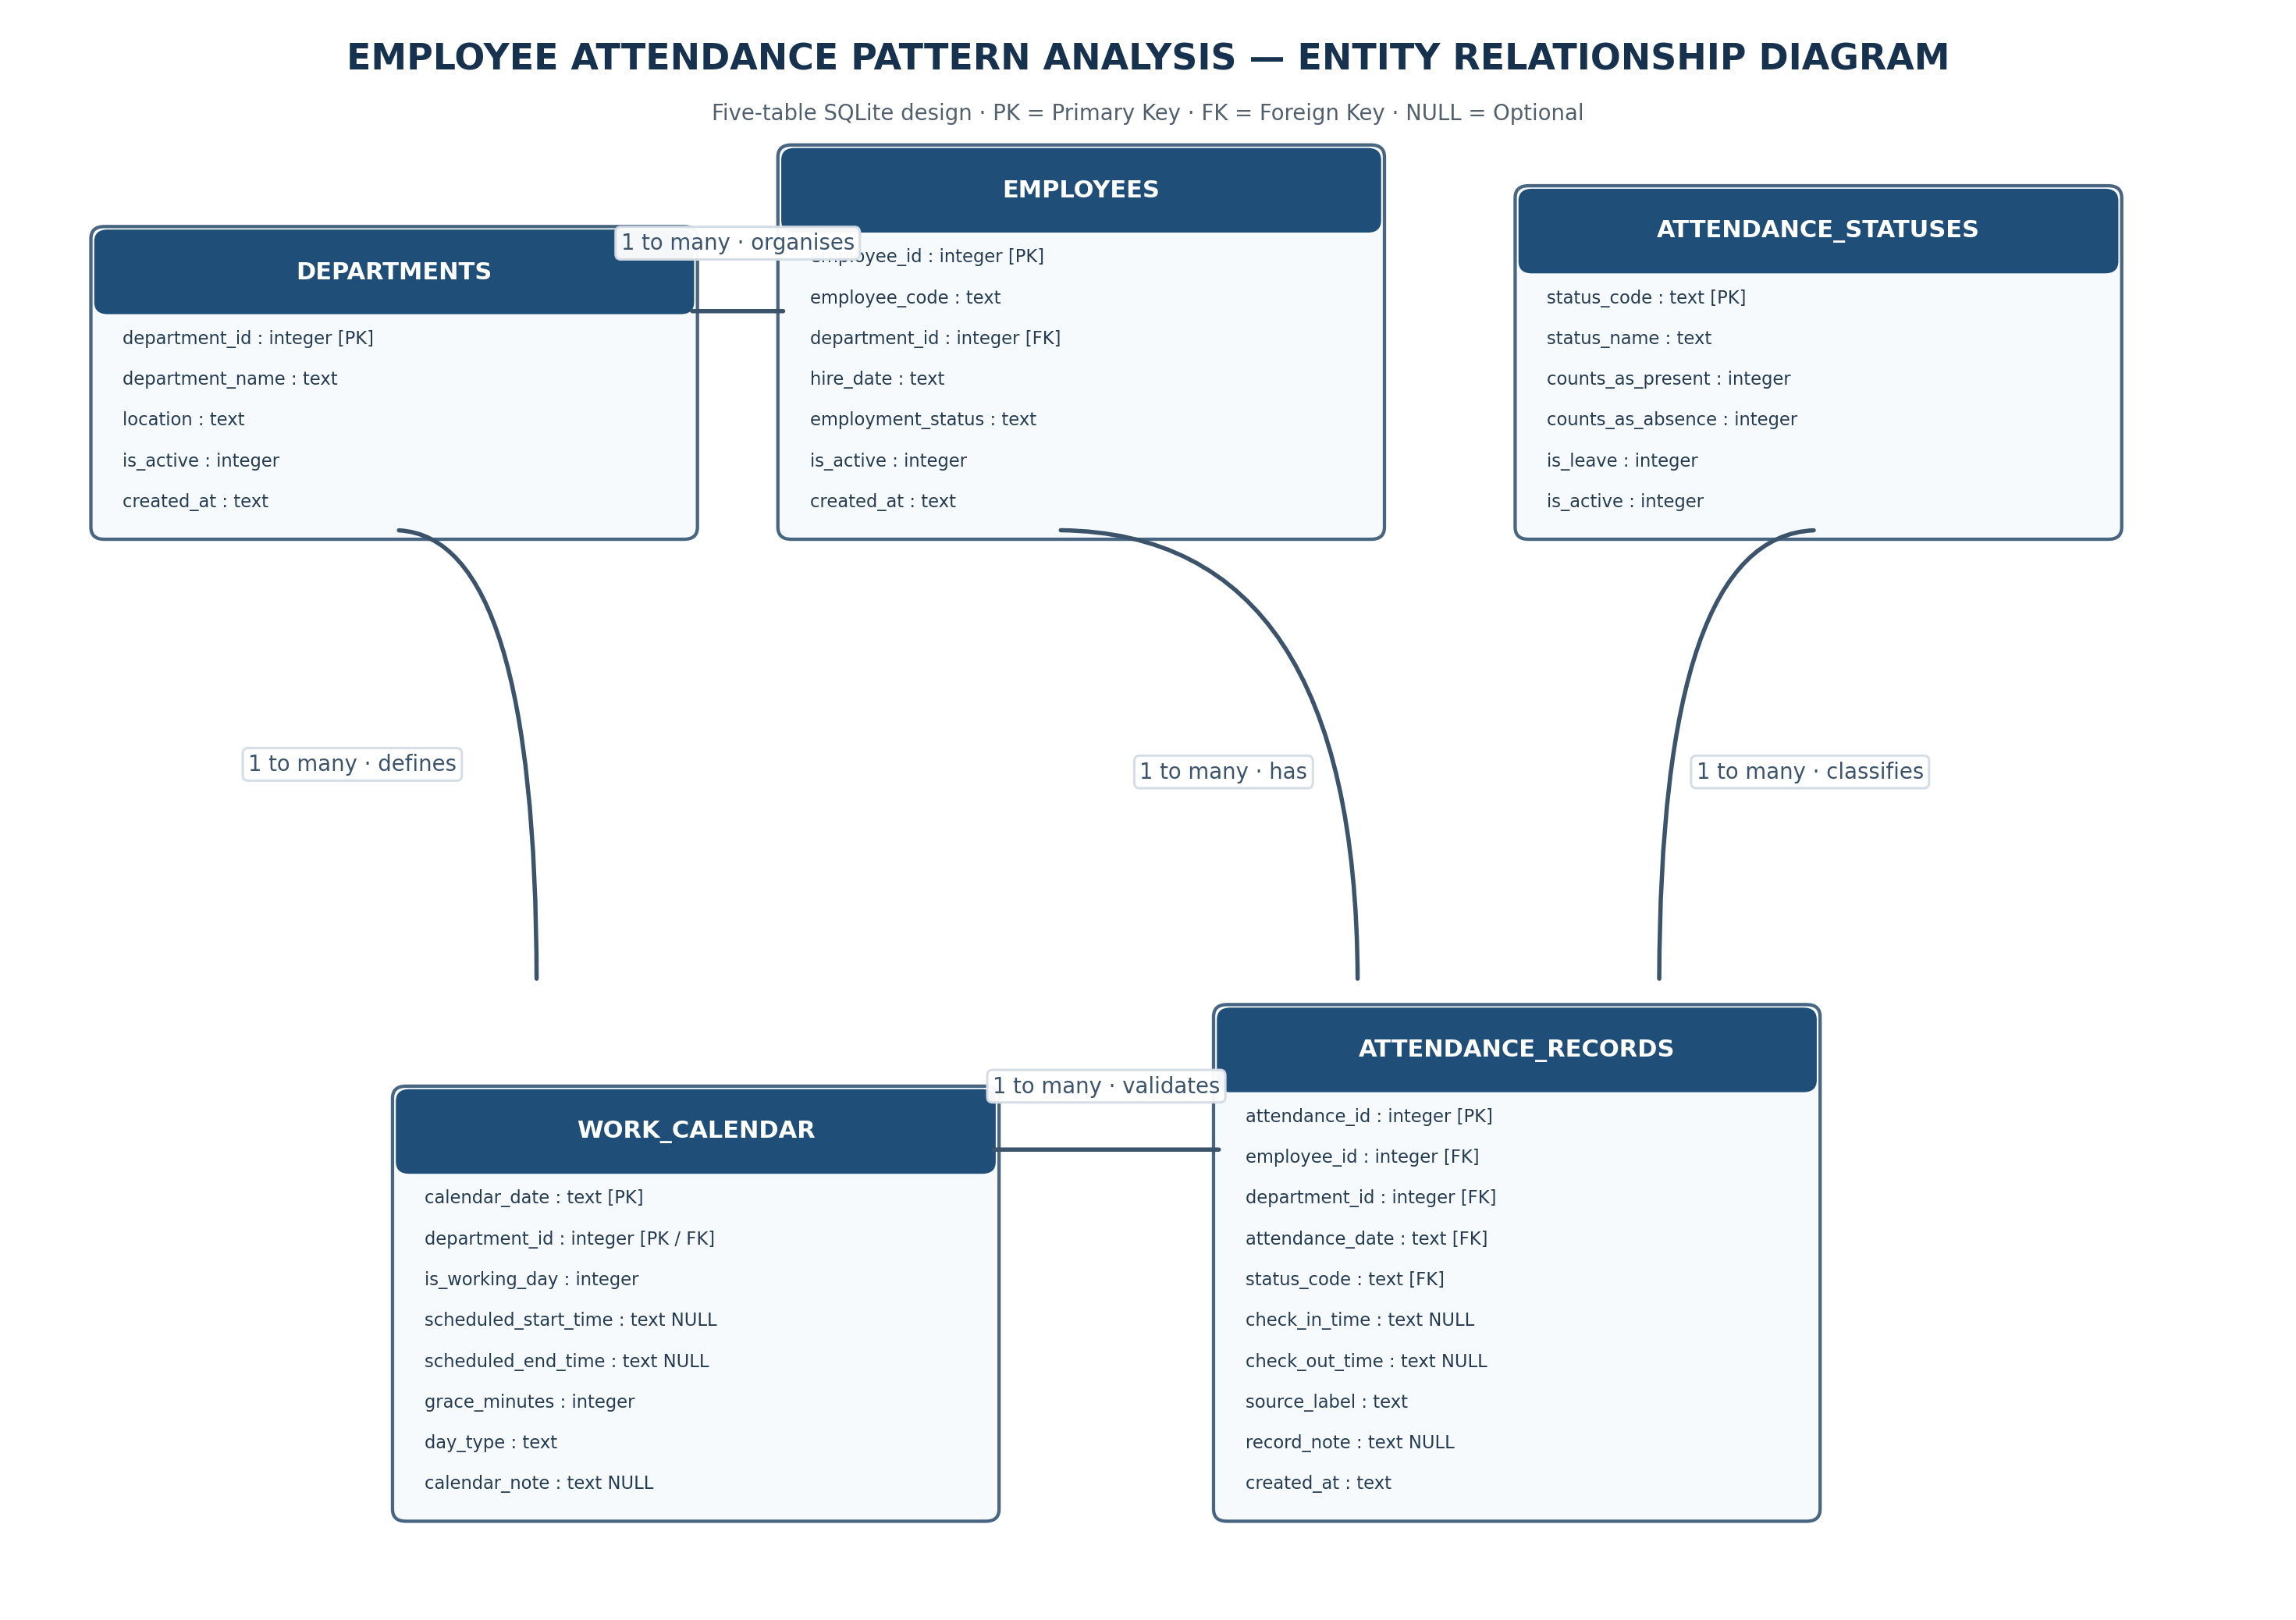 EMPLOYEE ATTENDANCE PATTERN ANALYSIS — ENTITY RELATIONSHIP DIAGRAM
Five-table SQLite design · PK = Primary Key · FK = Foreign Key · NULL = Optional
DEPARTMENTS
department_id : integer [PK]
department_name : text
location : text
is_active : integer
created_at : text
1 to many · organises
EMPLOYEES
employee_id : integer [PK]
employee_code : text
department_id : integer [FK]
hire_date : text
employment_status : text
is_active : integer
created_at : text
ATTENDANCE_STATUSES
status_code : text [PK]
status_name : text
counts_as_present : integer
counts_as_absence : integer
is_leave : integer
is_active : integer
1 to many · defines
1 to many · has
1 to many · classifies
WORK_CALENDAR
calendar_date : text [PK]
department_id : integer [PK / FK]
is_working_day : integer
scheduled_start_time : text NULL
scheduled_end_time : text NULL
grace_minutes : integer
day_type : text
calendar_note : text NULL
1 to many · validates
ATTENDANCE_RECORDS
attendance_id : integer [PK]
employee_id : integer [FK]
department_id : integer [FK]
attendance_date : text [FK]
status_code : text [FK]
check_in_time : text NULL
check_out_time : text NULL
source_label : text
record_note : text NULL
created_at : text